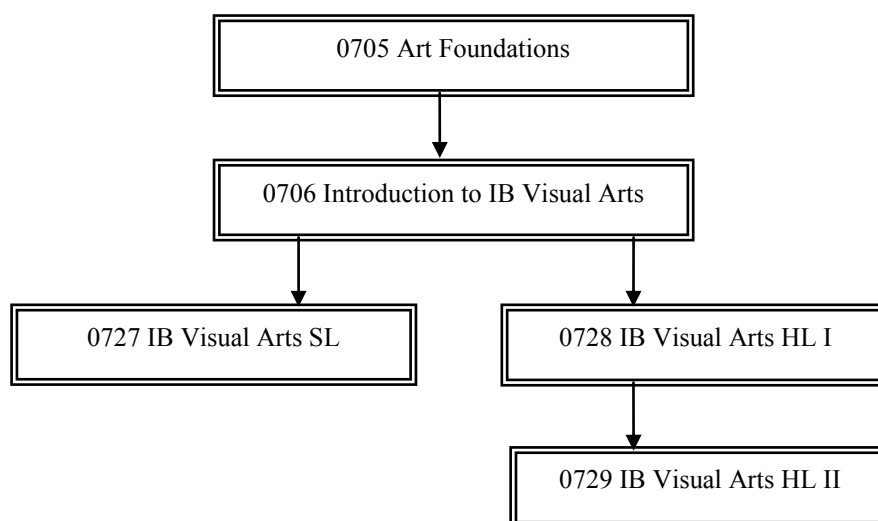 0705 Art Foundations
0706 Introduction to IB Visual Arts
0727 IB Visual Arts SL
0728 IB Visual Arts HL I
0729 IB Visual Arts HL II